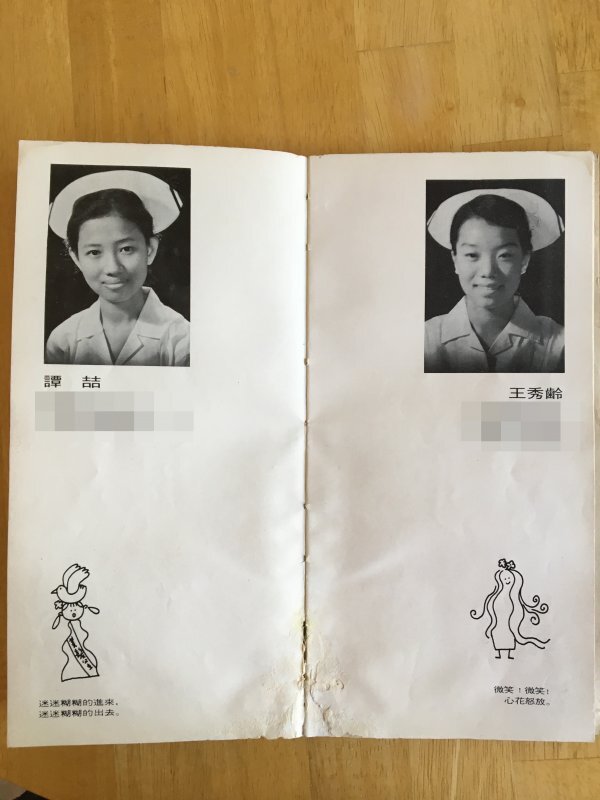 譚　喆
迷迷糊糊的進來，
迷迷糊糊的出去。
王秀齡
微笑！微笑！
心花怒放。